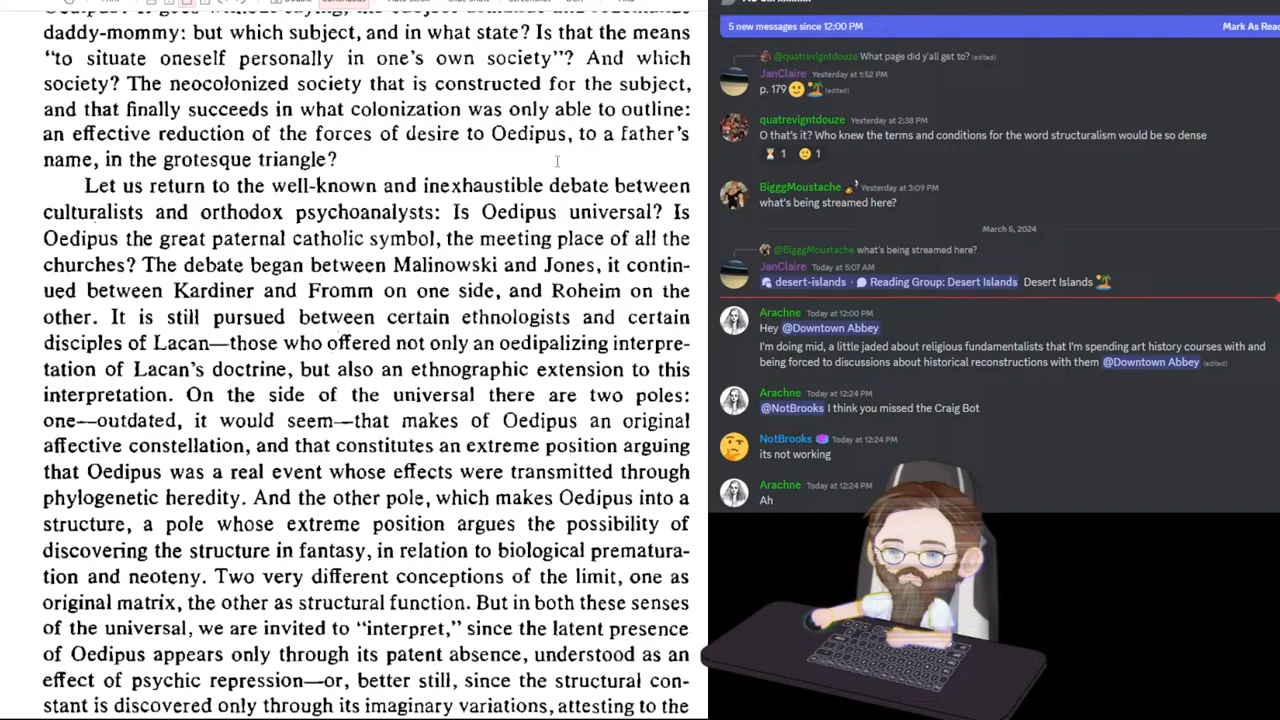 daddy-mommy: but which subject, and in what state? Is that the means
"to situate oneself personally in one's own society"? And which
society? The neocolonized society that is constructed for the subject,
and that finally succeeds in what colonization was only able to outline:
an effective reduction of the forces of desire to Oedipus, to a father's
name, in the grotesque triangle?
Let us return to the well-known and inexhaustible debate between
culturalists and orthodox psychoanalysts: Is Oedipus universal? Is
Oedipus the great paternal catholic symbol, the meeting place of all the
churches? The debate began between Malinowski and Jones, it contin-
ued between Kardiner and Fromm on one side, and Roheim on the
other. It is still pursued between certain ethnologists and certain
disciples of Lacan—those who offered not only an oedipalizing interpre-
tation of Lacan's doctrine, but also an ethnographic extension to this
interpretation. On the side of the universal there are two poles:
one—outdated, it would seem—that makes of Oedipus an original
affective constellation, and that constitutes an extreme position arguing
that Oedipus was a real event whose effects were transmitted through
phylogenetic heredity. And the other pole, which makes Oedipus into a
structure, a pole whose extreme position argues the possibility of
discovering the structure in fantasy, in relation to biological prematura-
tion and neoteny. Two very different conceptions of the limit, one as
original matrix, the other as structural function. But in both these senses
of the universal, we are invited to "interpret," since the latent presence
of Oedipus appears only through its patent absence, understood as an
effect of psychic repression—or, better still, since the structural con-
stant is discovered only through its imaginary variations, attesting to the
5 new messages since 12:00 PM
Mark As Rea
@quatrevigntdouze What page did y'all get to? (edited)
JanClaire Yesterday at 1:52 PM
p. 179 🙂🏝️ (edited)
quatrevigntdouze Yesterday at 2:38 PM
O that's it? Who knew the terms and conditions for the word structuralism would be so dense
⏳ 1 🙂 1
BigggMoustache Yesterday at 3:09 PM
what's being streamed here?
March 5, 2024
@BigggMoustache what's being streamed here?
JanClaire Today at 5:07 AM
desert-islands › Reading Group: Desert Islands Desert Islands 🏝️
Arachne Today at 12:00 PM
Hey @Downtown Abbey
I'm doing mid, a little jaded about religious fundamentalists that I'm spending art history courses with and
being forced to discussions about historical reconstructions with them @Downtown Abbey (edited)
Arachne Today at 12:24 PM
@NotBrooks I think you missed the Craig Bot
NotBrooks Today at 12:24 PM
its not working
Arachne Today at 12:24 PM
Ah